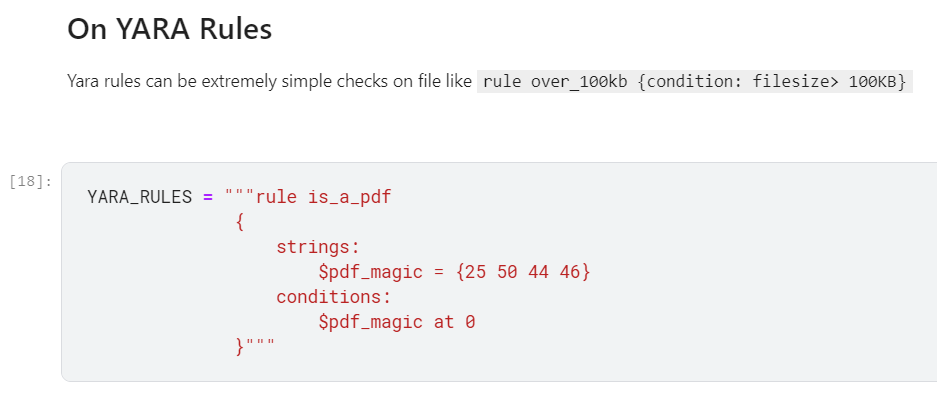 On YARA Rules
Yara rules can be extremely simple checks on file like rule over_100kb {condition: filesize> 100KB}
[18]:
YARA_RULES = """rule is_a_pdf
{
strings:
$pdf_magic = {25 50 44 46}
conditions:
$pdf_magic at 0
}"""